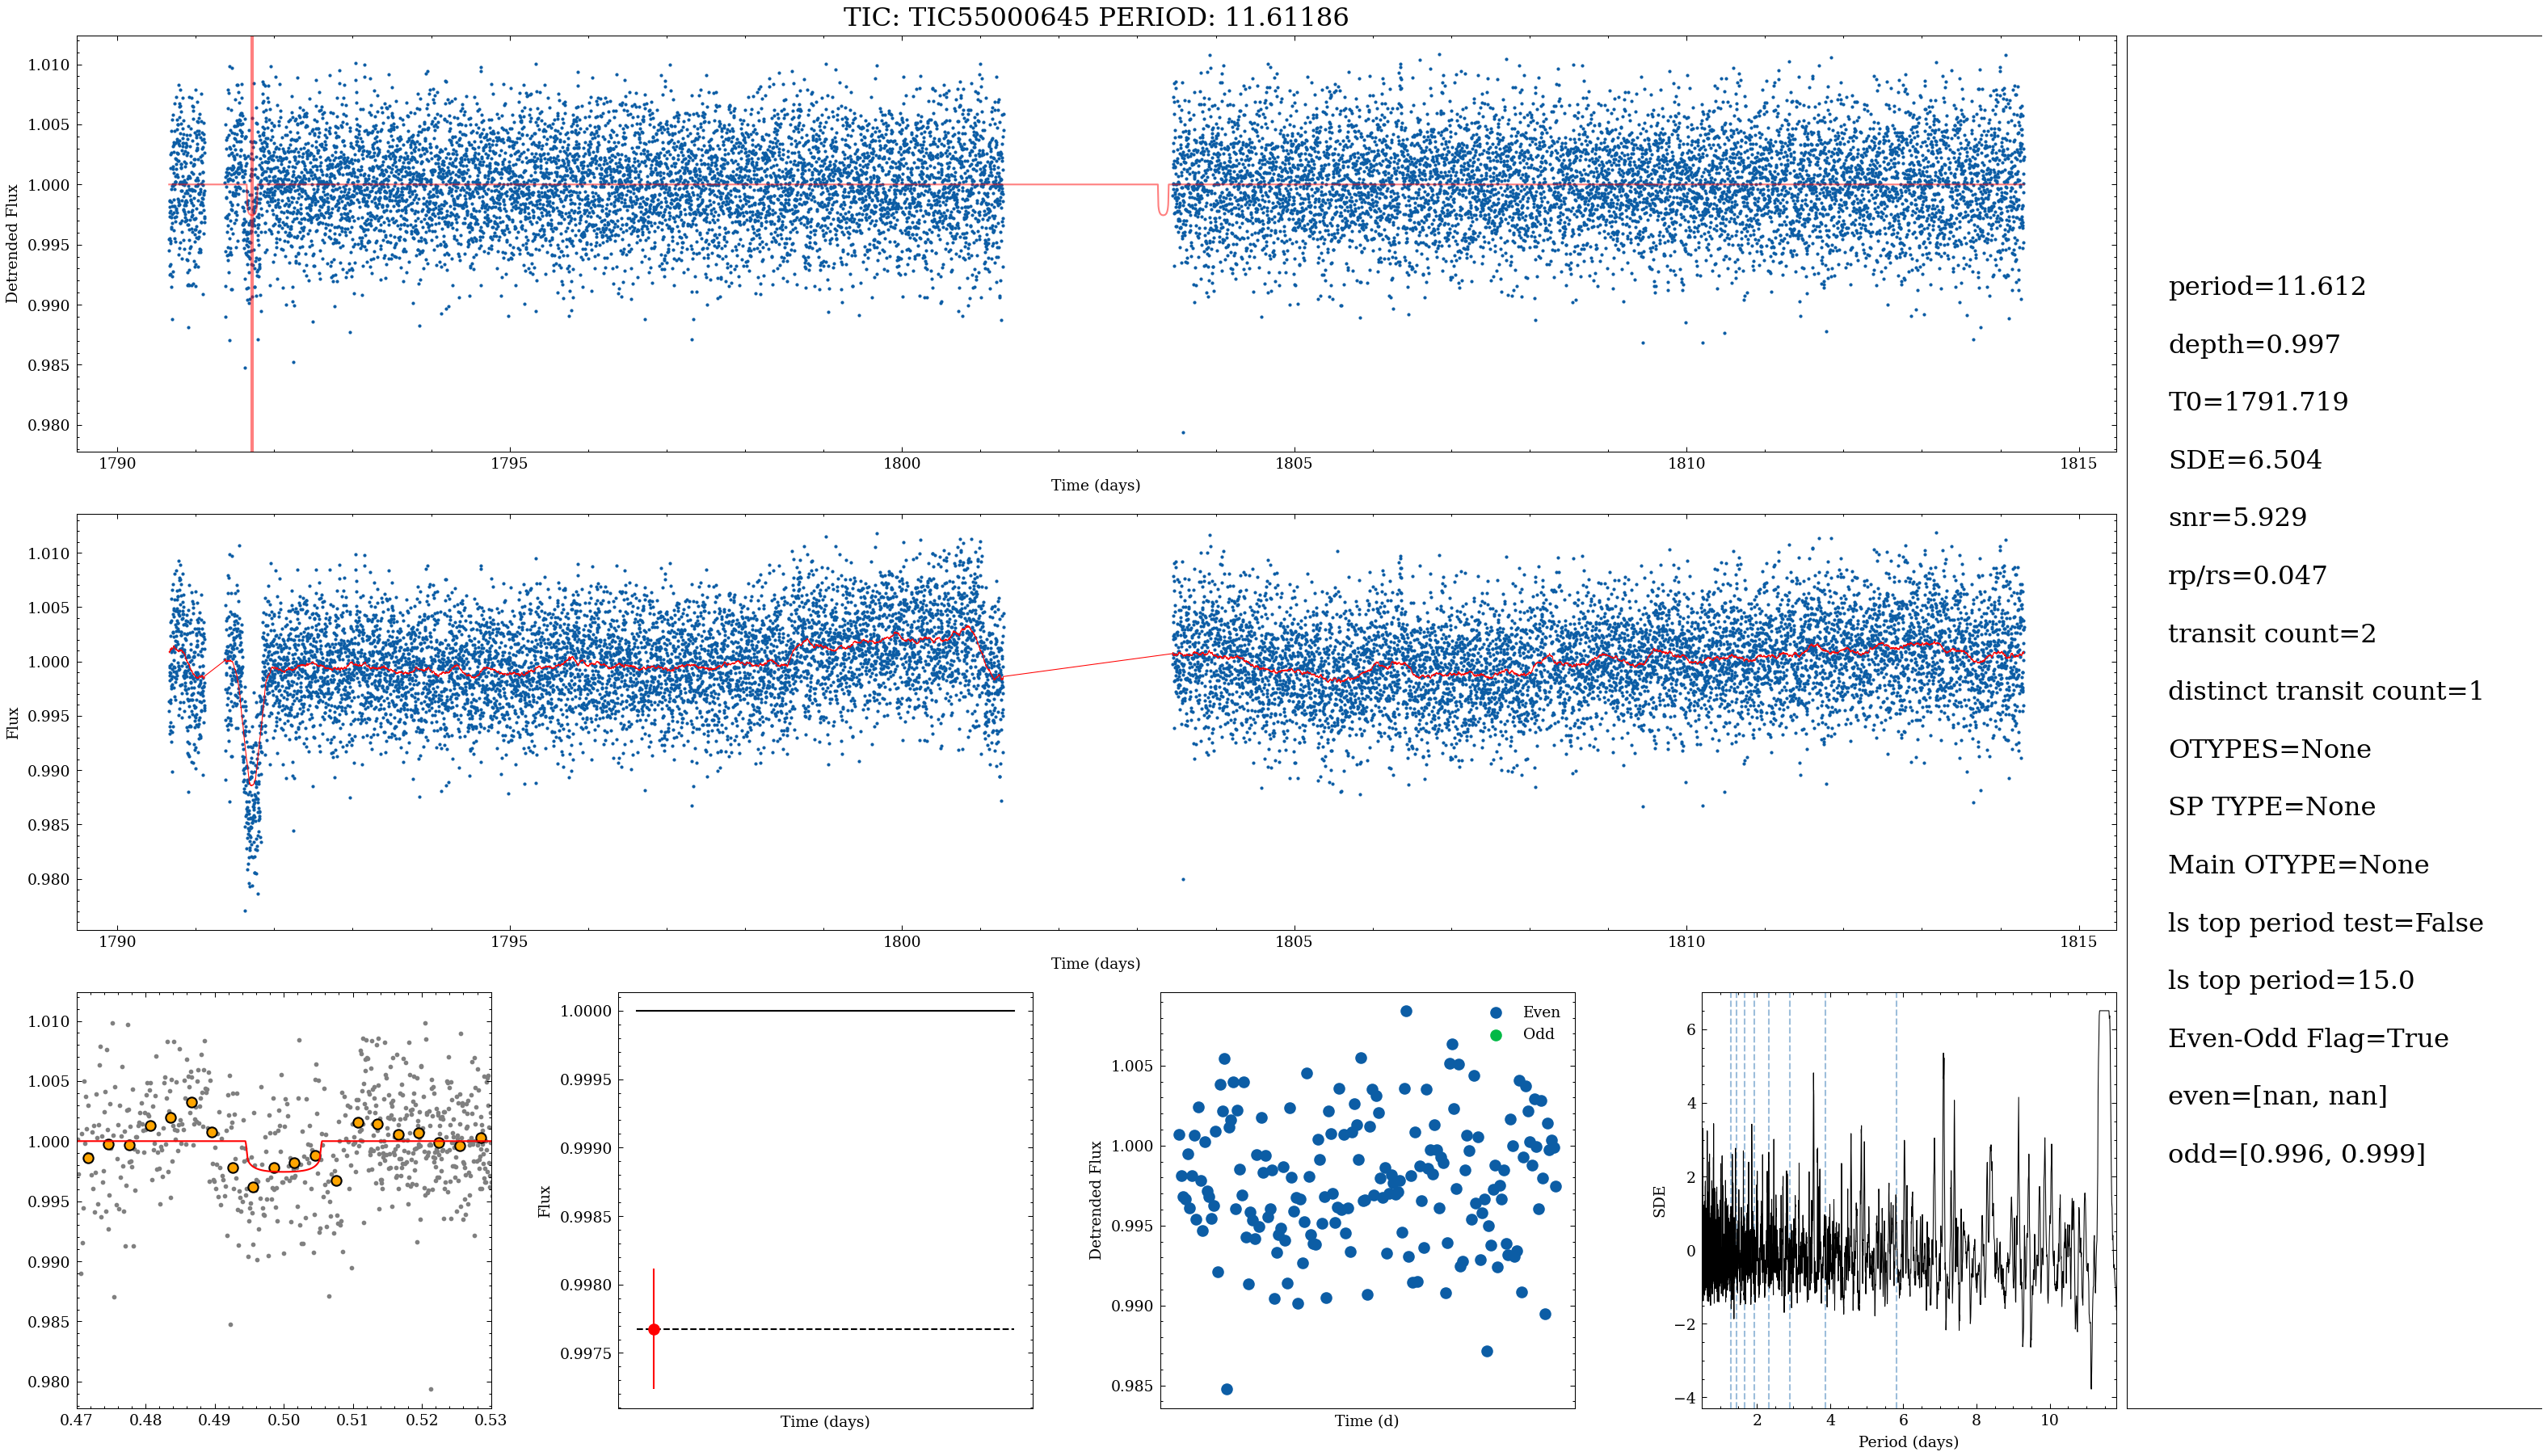 TIC: TIC55000645 PERIOD: 11.61186
1.010
1.005
1.000
0.995
0.990
0.985
0.980
Detrended Flux
1790
1795
1800
1805
1810
1815
Time (days)
1.010
1.005
1.000
0.995
0.990
0.985
0.980
Flux
1790
1795
1800
1805
1810
1815
Time (days)
1.010
1.005
1.000
0.995
0.990
0.985
0.980
0.47
0.48
0.49
0.50
0.51
0.52
0.53
1.0000
0.9995
0.9990
0.9985
0.9980
0.9975
Flux
Time (days)
Even
Odd
1.005
1.000
0.995
0.990
0.985
Detrended Flux
Time (d)
6
4
2
0
−2
−4
SDE
2
4
6
8
10
Period (days)
period=11.612
depth=0.997
T0=1791.719
SDE=6.504
snr=5.929
rp/rs=0.047
transit count=2
distinct transit count=1
OTYPES=None
SP TYPE=None
Main OTYPE=None
ls top period test=False
ls top period=15.0
Even-Odd Flag=True
even=[nan, nan]
odd=[0.996, 0.999]